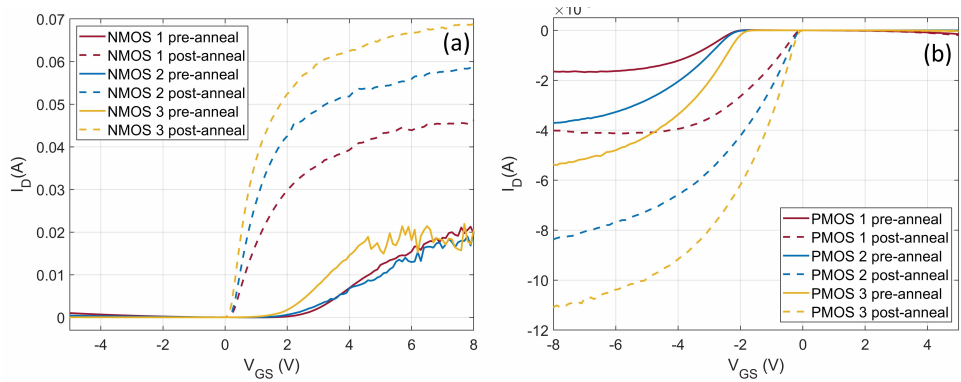 0.07
0.06
0.05
0.04
0.03
0.02
0.01
0
I_D(A)
NMOS 1 pre-anneal
NMOS 1 post-anneal
NMOS 2 pre-anneal
NMOS 2 post-anneal
NMOS 3 pre-anneal
NMOS 3 post-anneal
(a)
-4 -2 0 2 4 6 8
V_GS (V)
0
-2
-4
-6
-8
-10
-12
I_D(A)
(b)
PMOS 1 pre-anneal
PMOS 1 post-anneal
PMOS 2 pre-anneal
PMOS 2 post-anneal
PMOS 3 pre-anneal
PMOS 3 post-anneal
-8 -6 -4 -2 0 2 4
V_GS (V)